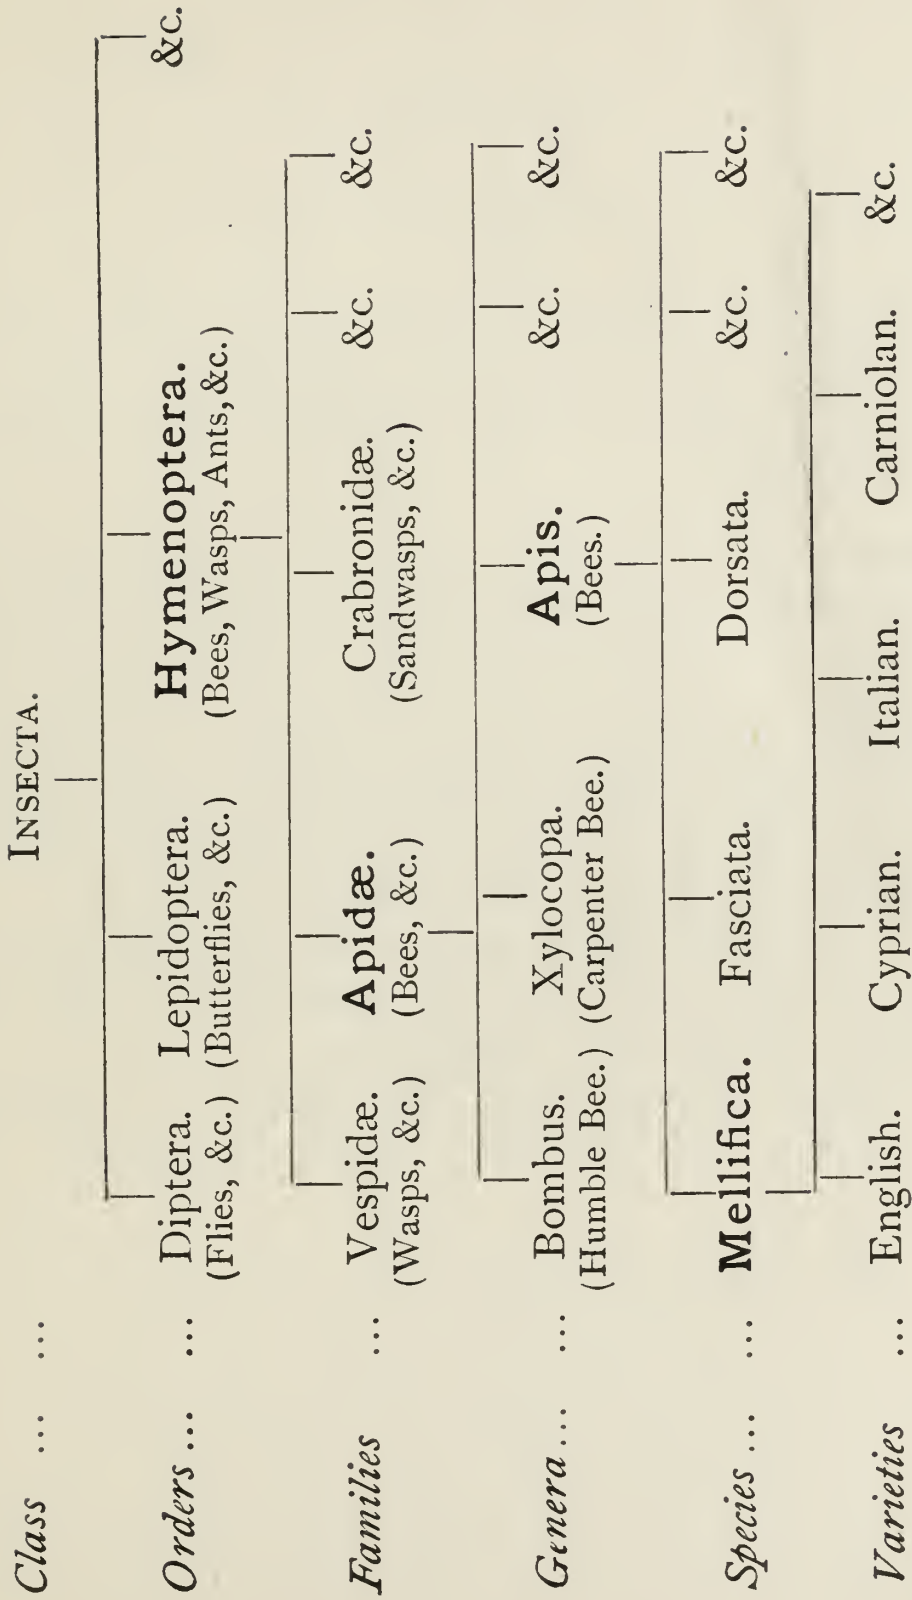 Class ... ... INSECTA.
Orders ... ... Diptera. Lepidoptera. Hymenoptera. &c.
(Flies, &c.) (Butterflies, &c.) (Bees, Wasps, Ants, &c.)
Families ... Vespidæ. Apidæ. Crabronidæ. &c. &c.
(Wasps, &c.) (Bees, &c.) (Sandwasps, &c.)
Genera... ... Bombus. Xylocopa. Apis. &c. &c.
(Humble Bee.) (Carpenter Bee.) (Bees.)
Species ... ... Mellifica. Fasciata. Dorsata. &c. &c.
Varieties ... English. Cyprian. Italian. Carniolan. &c.